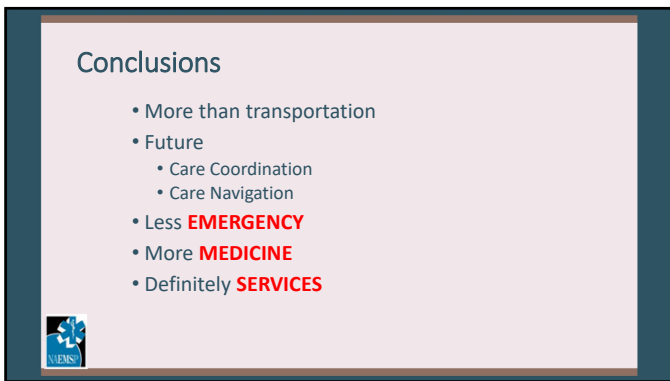 Conclusions
• More than transportation
• Future
• Care Coordination
• Care Navigation
• Less EMERGENCY
• More MEDICINE
• Definitely SERVICES
NAEMSP